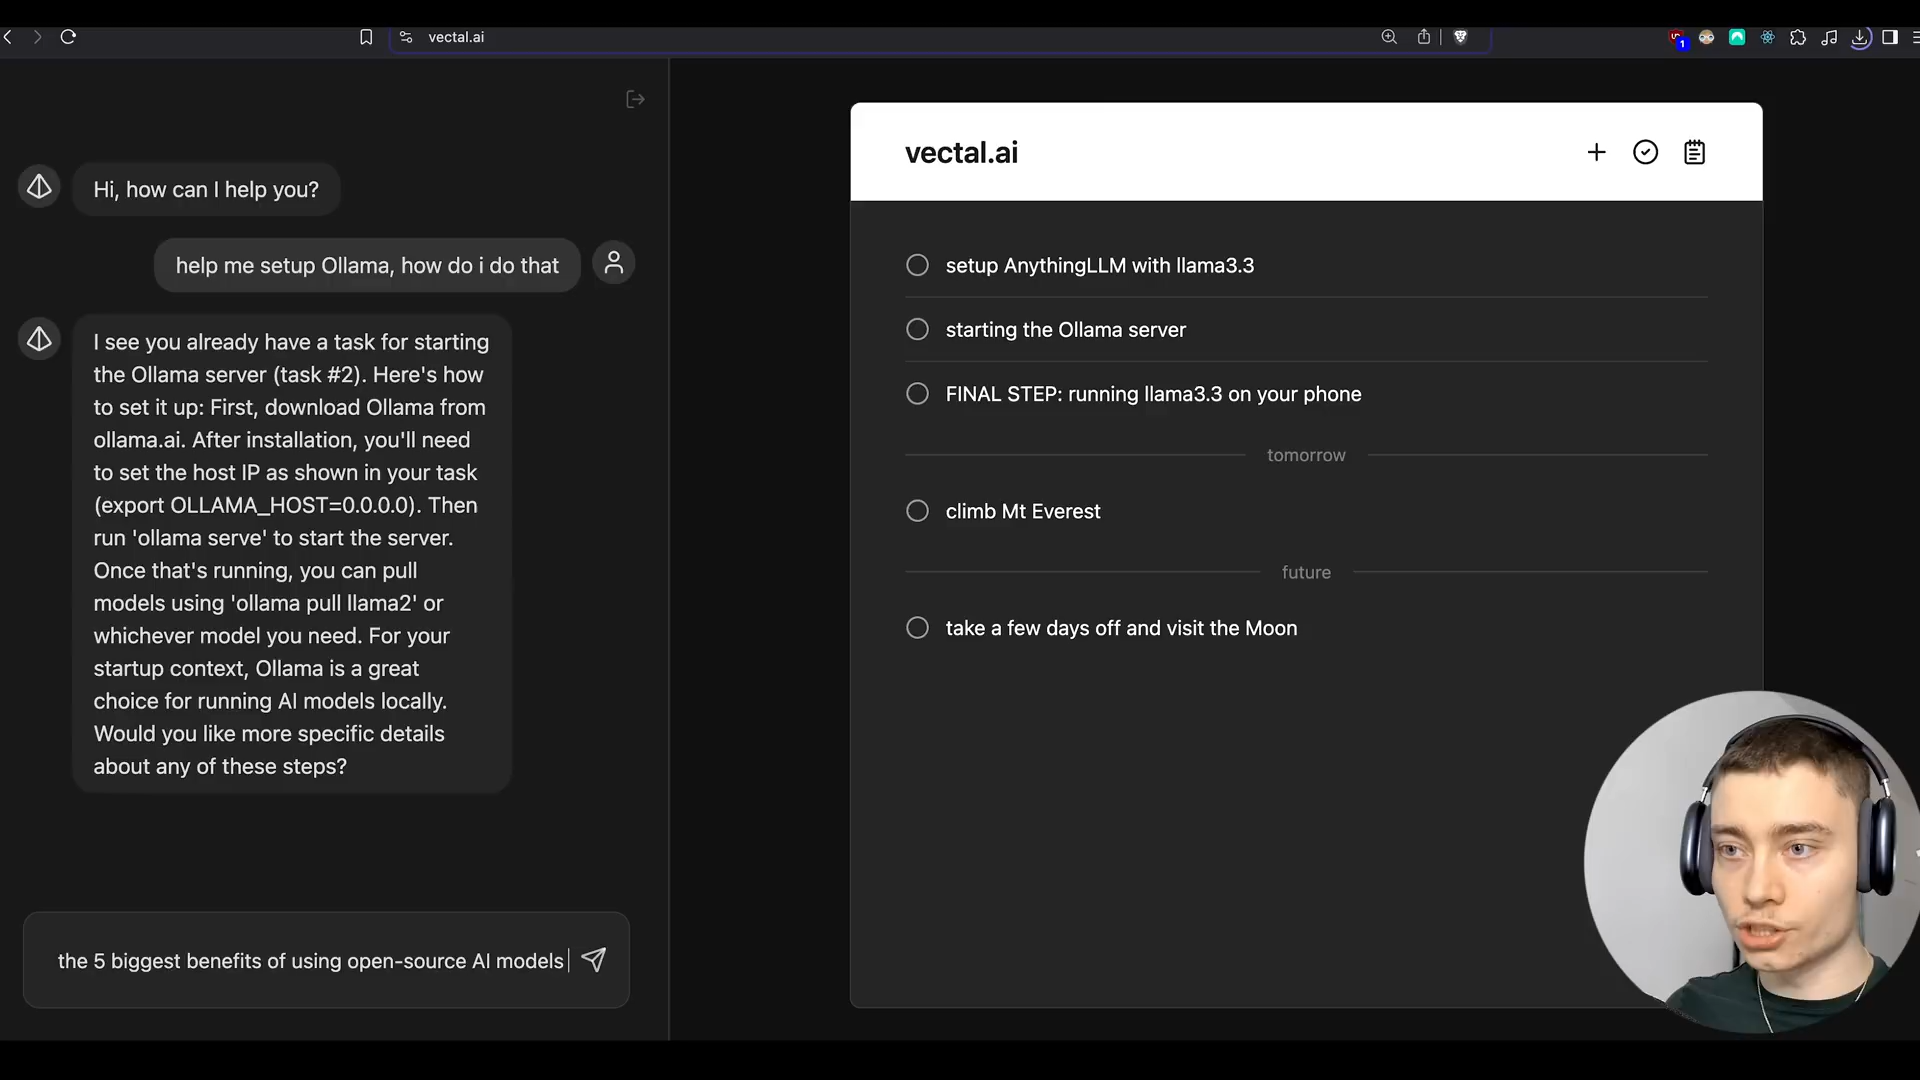 vectal.ai
1
Hi, how can I help you?
help me setup Ollama, how do i do that
I see you already have a task for starting
the Ollama server (task #2). Here's how
to set it up: First, download Ollama from
ollama.ai. After installation, you'll need
to set the host IP as shown in your task
(export OLLAMA_HOST=0.0.0.0). Then
run 'ollama serve' to start the server.
Once that's running, you can pull
models using 'ollama pull llama2' or
whichever model you need. For your
startup context, Ollama is a great
choice for running AI models locally.
Would you like more specific details
about any of these steps?
the 5 biggest benefits of using open-source AI models
vectal.ai
setup AnythingLLM with llama3.3
starting the Ollama server
FINAL STEP: running llama3.3 on your phone
tomorrow
climb Mt Everest
future
take a few days off and visit the Moon